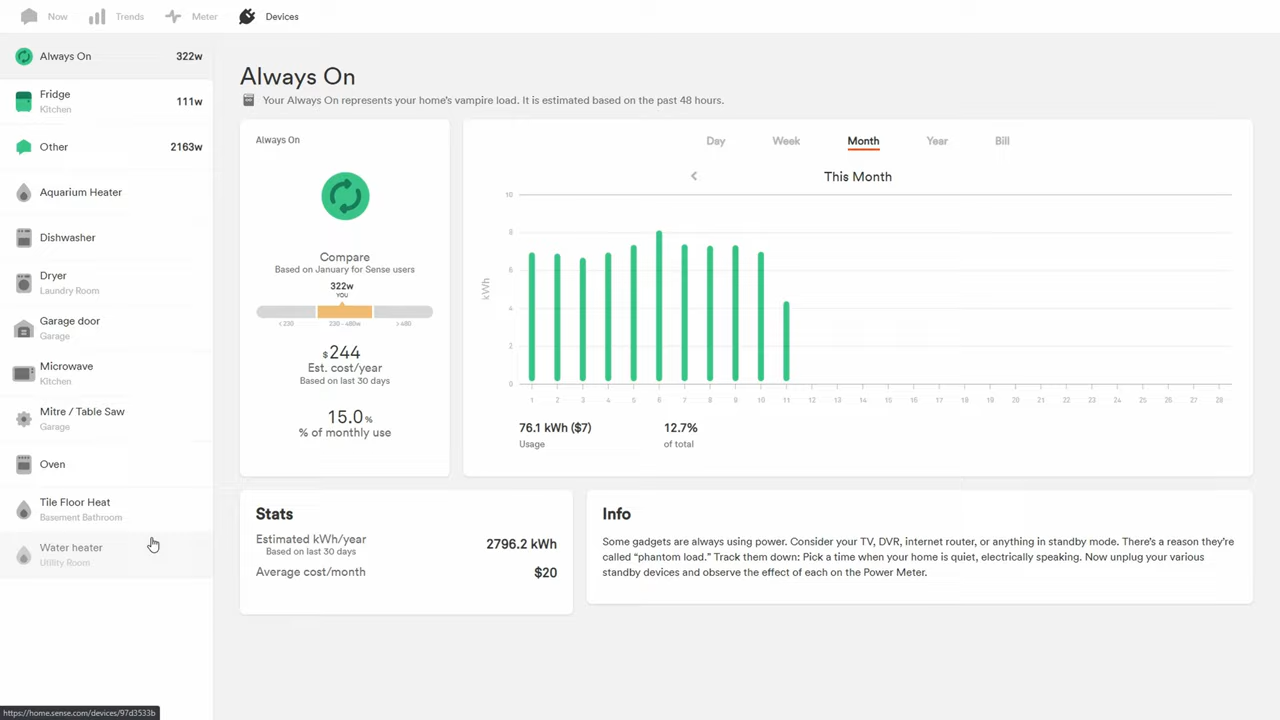 Now
Trends
Meter
Devices
Always On
322w
Fridge
Kitchen
111w
Other
2163w
Aquarium Heater
Dishwasher
Dryer
Laundry Room
Garage door
Garage
Microwave
Kitchen
Mitre / Table Saw
Garage
Oven
Tile Floor Heat
Basement Bathroom
Water heater
Utility Room
https://home.sense.com/devices/97d3533b
Always On
Your Always On represents your home's vampire load. It is estimated based on the past 48 hours.
Always On
Compare
Based on January for Sense users
322w
YOU
<230
230 - 480w
>480
$244
Est. cost/year
Based on last 30 days
15.0%
% of monthly use
Day
Week
Month
Year
Bill
<
This Month
kWh
10
8
6
4
2
0
1 2 3 4 5 6 7 8 9 10 11 12 13 14 15 16 17 18 19 20 21 22 23 24 25 26 27 28
76.1 kWh ($7)
Usage
12.7%
of total
Stats
Estimated kWh/year
Based on last 30 days
2796.2 kWh
Average cost/month
$20
Info
Some gadgets are always using power. Consider your TV, DVR, internet router, or anything in standby mode. There's a reason they're
called "phantom load." Track them down: Pick a time when your home is quiet, electrically speaking. Now unplug your various
standby devices and observe the effect of each on the Power Meter.